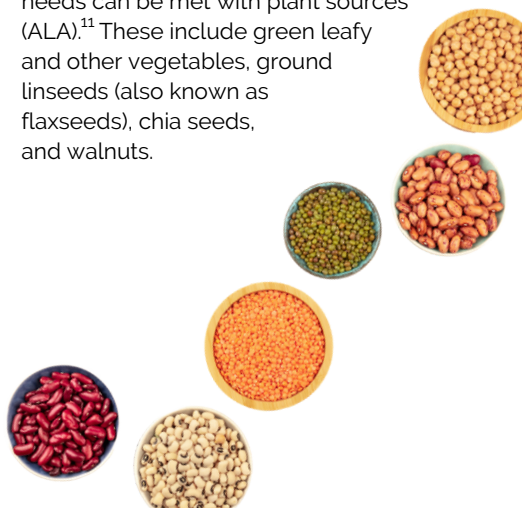 needs can be met with plant sources
(ALA).¹¹ These include green leafy
and other vegetables, ground
linseeds (also known as
flaxseeds), chia seeds,
and walnuts.